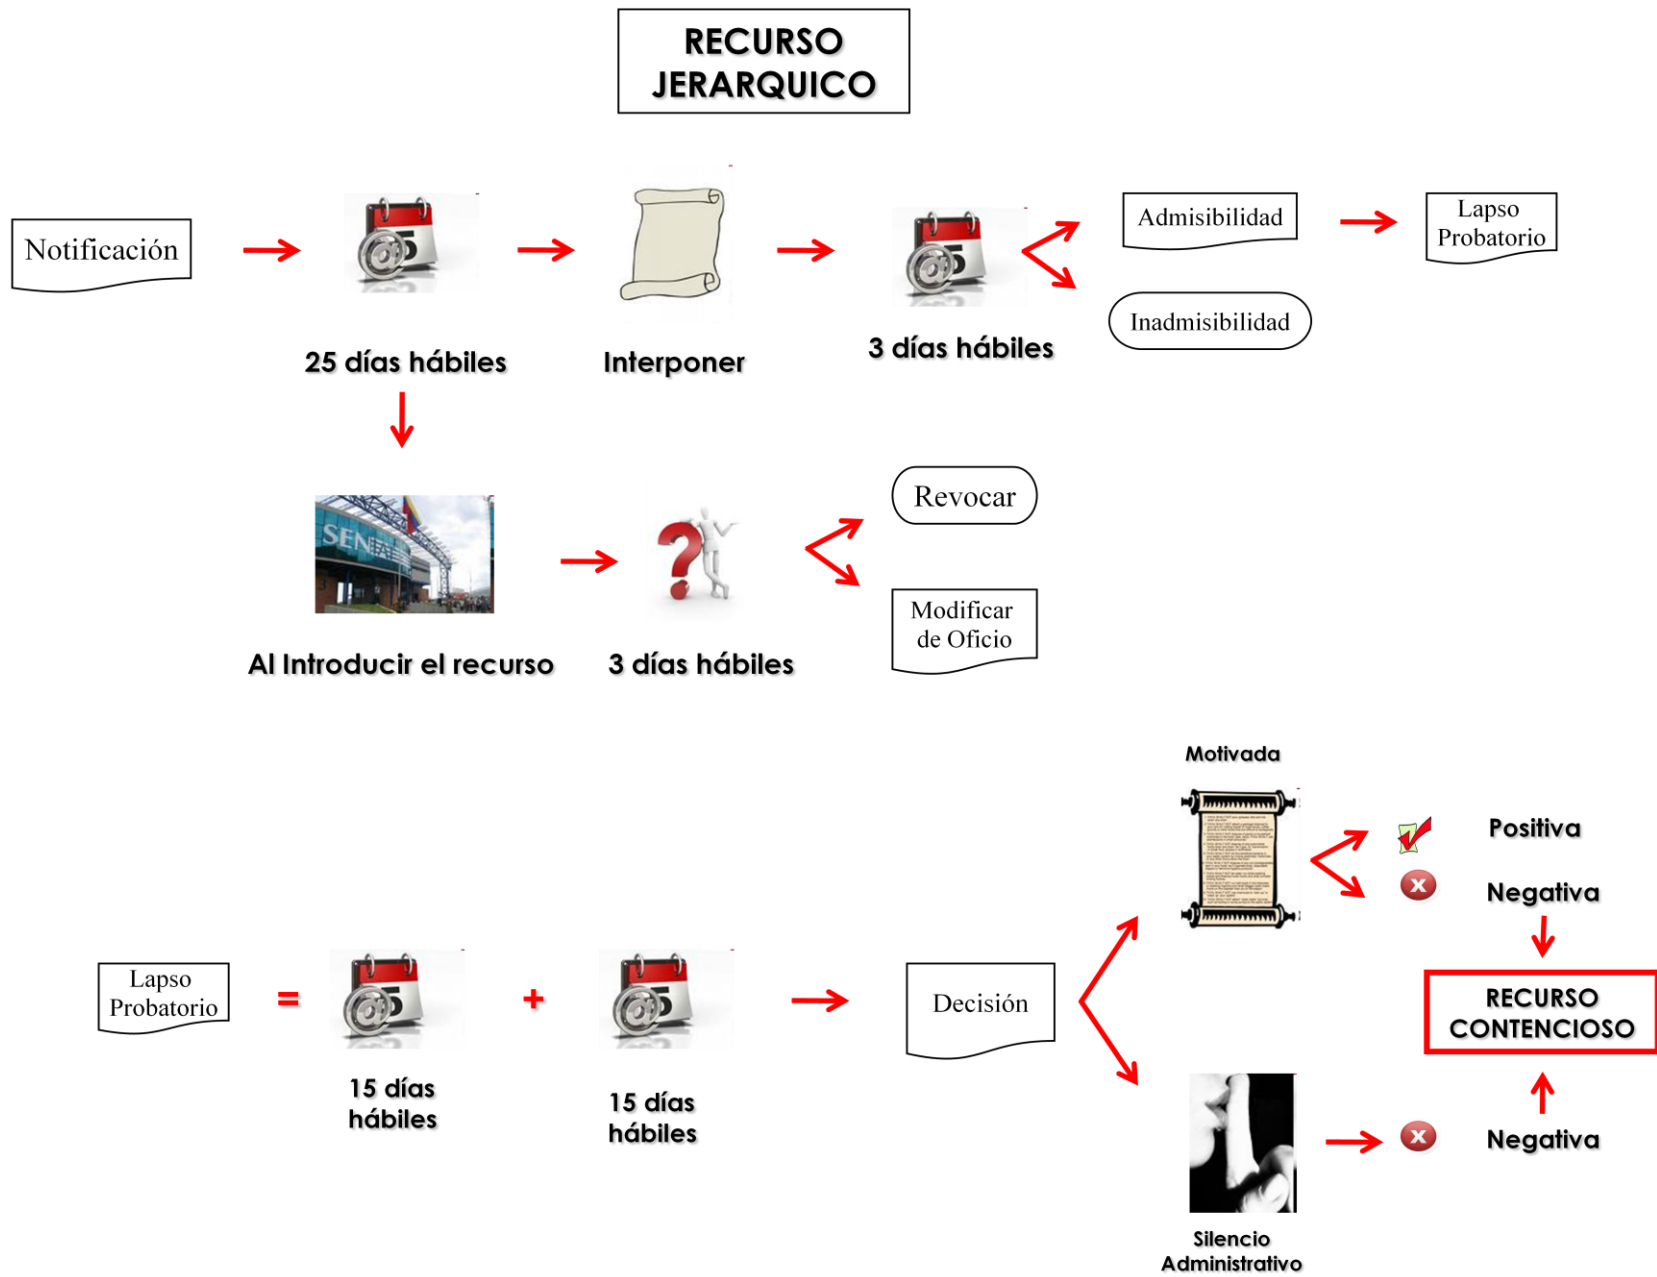 RECURSO
JERARQUICO
Notificación
25 días hábiles
Interponer
3 días hábiles
Admisibilidad
Inadmisibilidad
Lapso
Probatorio
SENIA
Al Introducir el recurso
3 días hábiles
Revocar
Modificar
de Oficio
Lapso
Probatorio
=
15 días
hábiles
+
15 días
hábiles
Decisión
Motivada
Positiva
Negativa
RECURSO
CONTENCIOSO
Negativa
Silencio
Administrativo